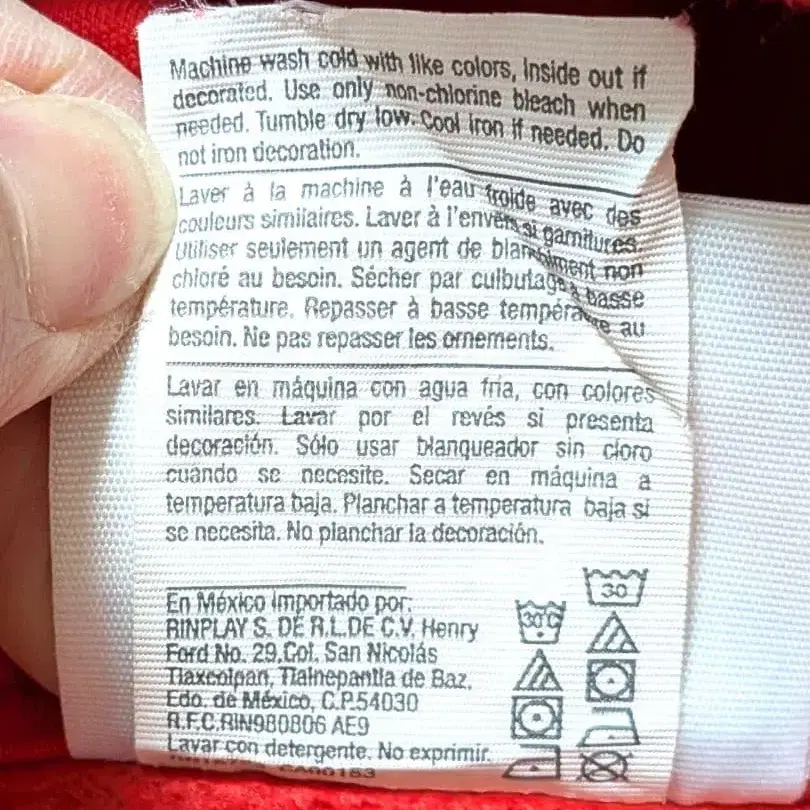 Machine wash cold with like colors, inside out if
decorated. Use only non-chlorine bleach when
needed. Tumble dry low. Cool iron if needed. Do
not iron decoration.
Laver à la machine à l'eau froide avec des
couleurs similaires. Laver à l'envers si garnitures.
Utiliser seulement un agent de blanchiment non
chloré au besoin. Sécher par culbutage à basse
température. Repasser à basse température au
besoin. Ne pas repasser les ornements.
Lavar en máquina con agua fria, con colores
similares. Lavar por el revés si presenta
decoración. Sólo usar blanqueador sin cloro
cuando se necesite. Secar en máquina a
temperatura baja. Planchar a temperatura baja si
se necesita. No planchar la decoración.
En México Importado por:
RINPLAY S. DE R.L.DE C.V. Henry
Ford No. 29,Col. San Nicolás
Tlaxcolpan, Tlalnepantla de Baz,
Edo. de México, C.P.54030
R.F.C.RIN980806 AE9
Lavar con detergente. No exprimir.
30°C
30